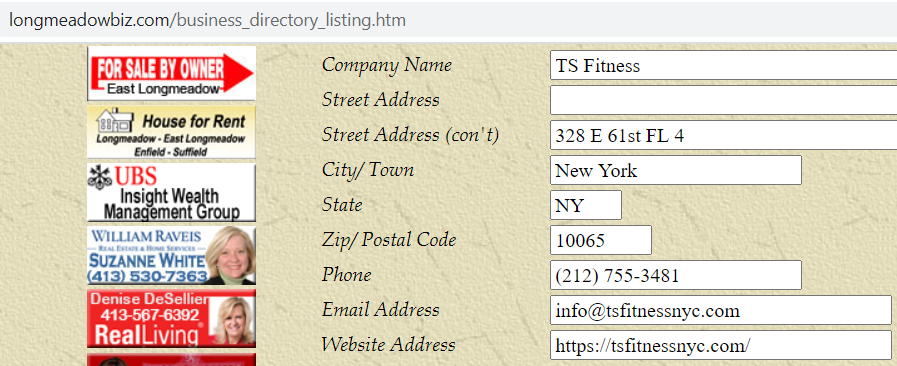 longmeadowbiz.com/business_directory_listing.htm
FOR SALE BY OWNER
East Longmeadow
House for Rent
Longmeadow - East Longmeadow
Enfield - Suffield
UBS
Insight Wealth
Management Group
WILLIAM RAVEIS
REAL ESTATE & HOME SERVICES
SUZANNE WHITE
(413) 530-7363
Denise DeSellier
413-567-6392
RealLiving®
Company Name TS Fitness
Street Address
Street Address (con't) 328 E 61st FL 4
City/ Town New York
State NY
Zip/ Postal Code 10065
Phone (212) 755-3481
Email Address info@tsfitnessnyc.com
Website Address https://tsfitnessnyc.com/